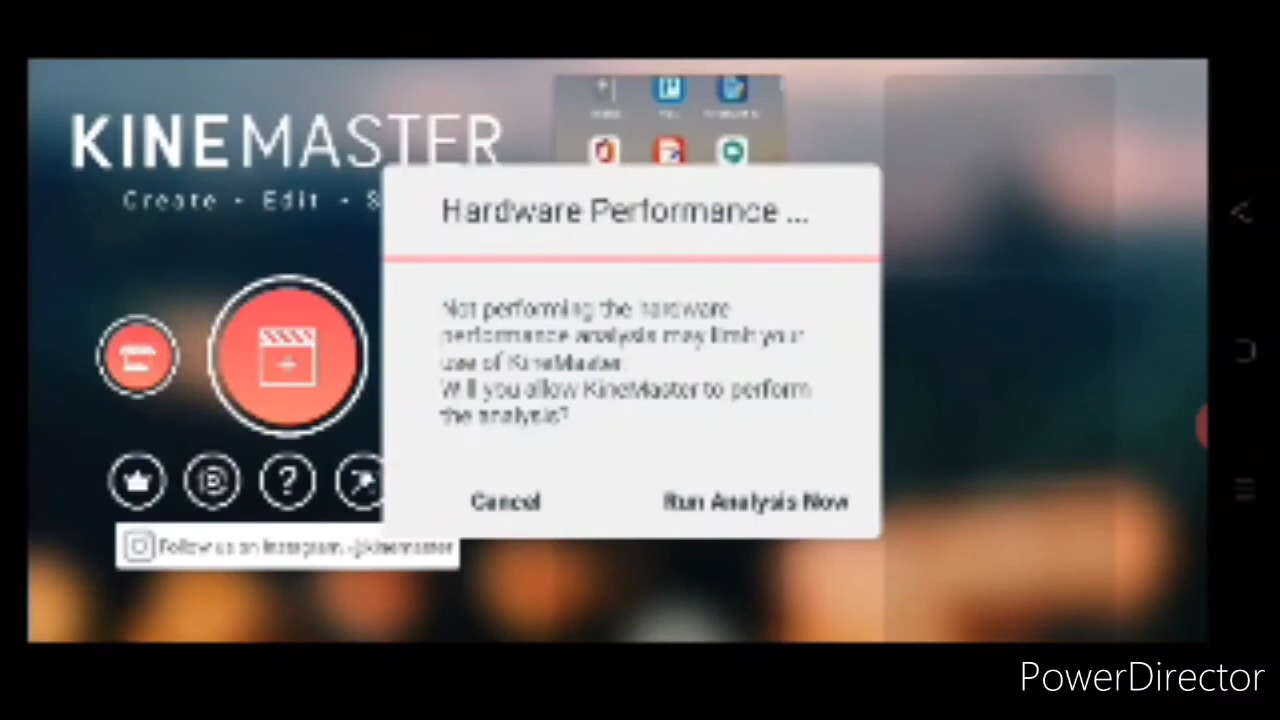 KINEMASTER
Create - Edit - S
Hardware Performance ...
Not performing the hardware
performance analysis may limit your
use of KineMaster.
Will you allow KineMaster to perform
the analysis?
Cancel
Run Analysis Now
Follow us on Instagram - @kinemaster
PowerDirector